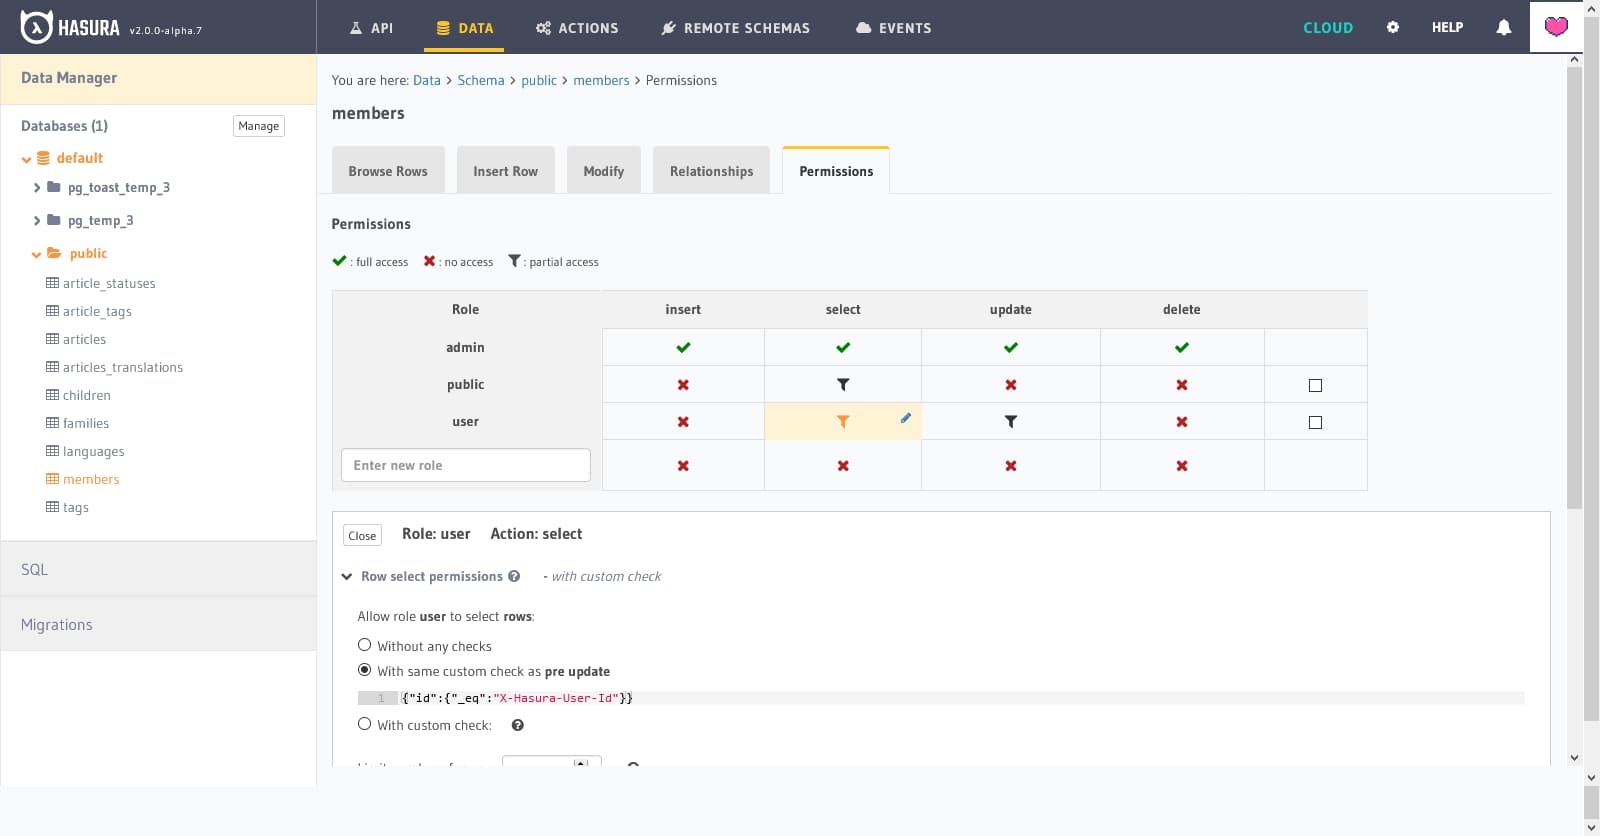 HASURA v2.0.0-alpha.7
API
DATA
ACTIONS
REMOTE SCHEMAS
EVENTS
CLOUD
HELP
Data Manager
Databases (1)
Manage
default
pg_toast_temp_3
pg_temp_3
public
article_statuses
article_tags
articles
articles_translations
children
families
languages
members
tags
SQL
Migrations
You are here: Data > Schema > public > members > Permissions
members
Browse Rows
Insert Row
Modify
Relationships
Permissions
Permissions
: full access : no access : partial access
Role insert select update delete
admin
public
user
Enter new role
Close Role: user Action: select
Row select permissions - with custom check
Allow role user to select rows:
Without any checks
With same custom check as pre update
1 {"id":{"_eq":"X-Hasura-User-Id"}}
With custom check: